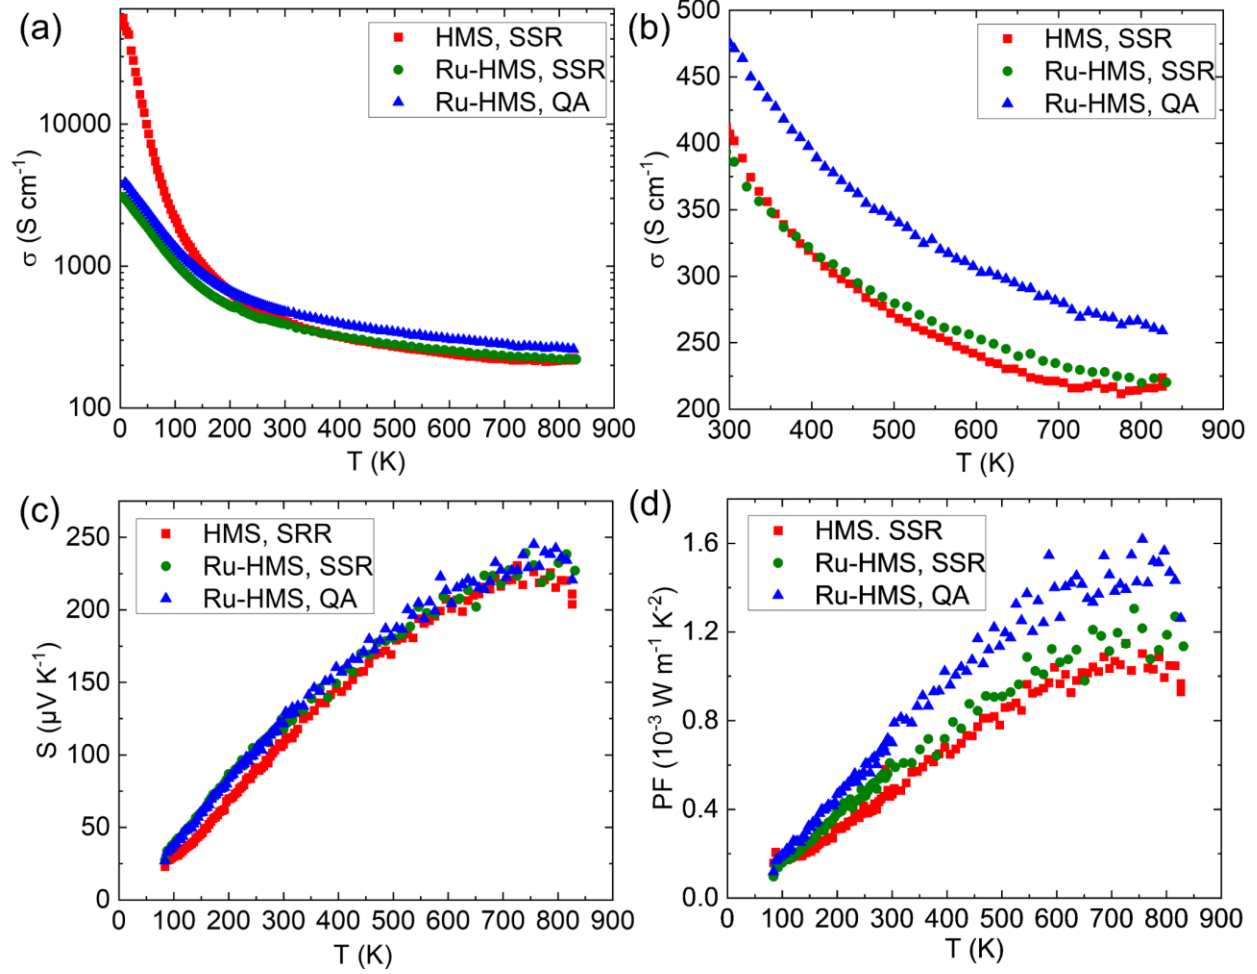 (a)
HMS, SSR
Ru-HMS, SSR
Ru-HMS, QA
10000
1000
100
σ (S cm⁻¹)
0 100 200 300 400 500 600 700 800 900
T (K)
(b)
HMS, SSR
Ru-HMS, SSR
Ru-HMS, QA
500
450
400
350
300
250
200
σ (S cm⁻¹)
300 400 500 600 700 800 900
T (K)
(c)
HMS, SRR
Ru-HMS, SSR
Ru-HMS, QA
250
200
150
100
50
0
S (μV K⁻¹)
0 100 200 300 400 500 600 700 800 900
T (K)
(d)
HMS. SSR
Ru-HMS, SSR
Ru-HMS, QA
1.6
1.2
0.8
0.4
0.0
PF (10⁻³ W m⁻¹ K⁻²)
0 100 200 300 400 500 600 700 800 900
T (K)